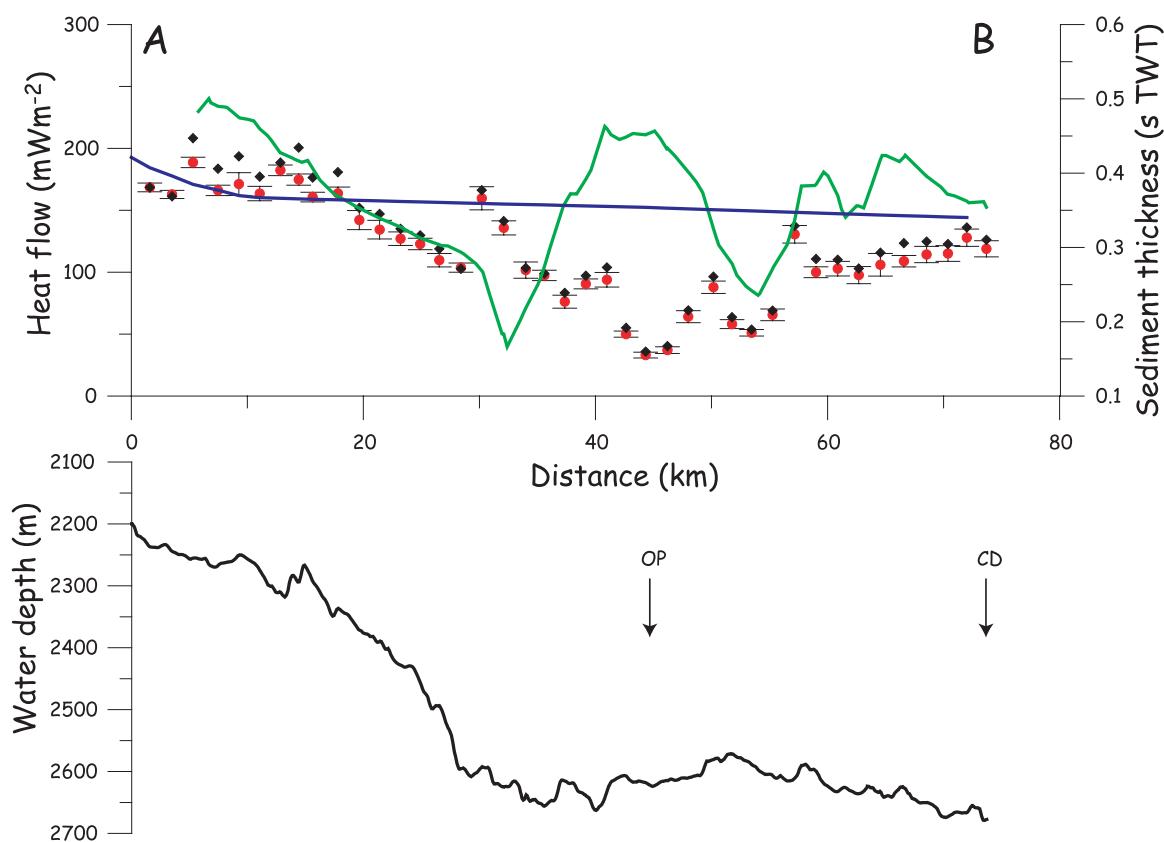 A B
Heat flow (mWm-2)
300
200
100
0
Sediment thickness (s TWT)
0.6
0.5
0.4
0.3
0.2
0.1
0 20 40 60 80
Distance (km)
Water depth (m)
2100
2200
2300
2400
2500
2600
2700
OP CD